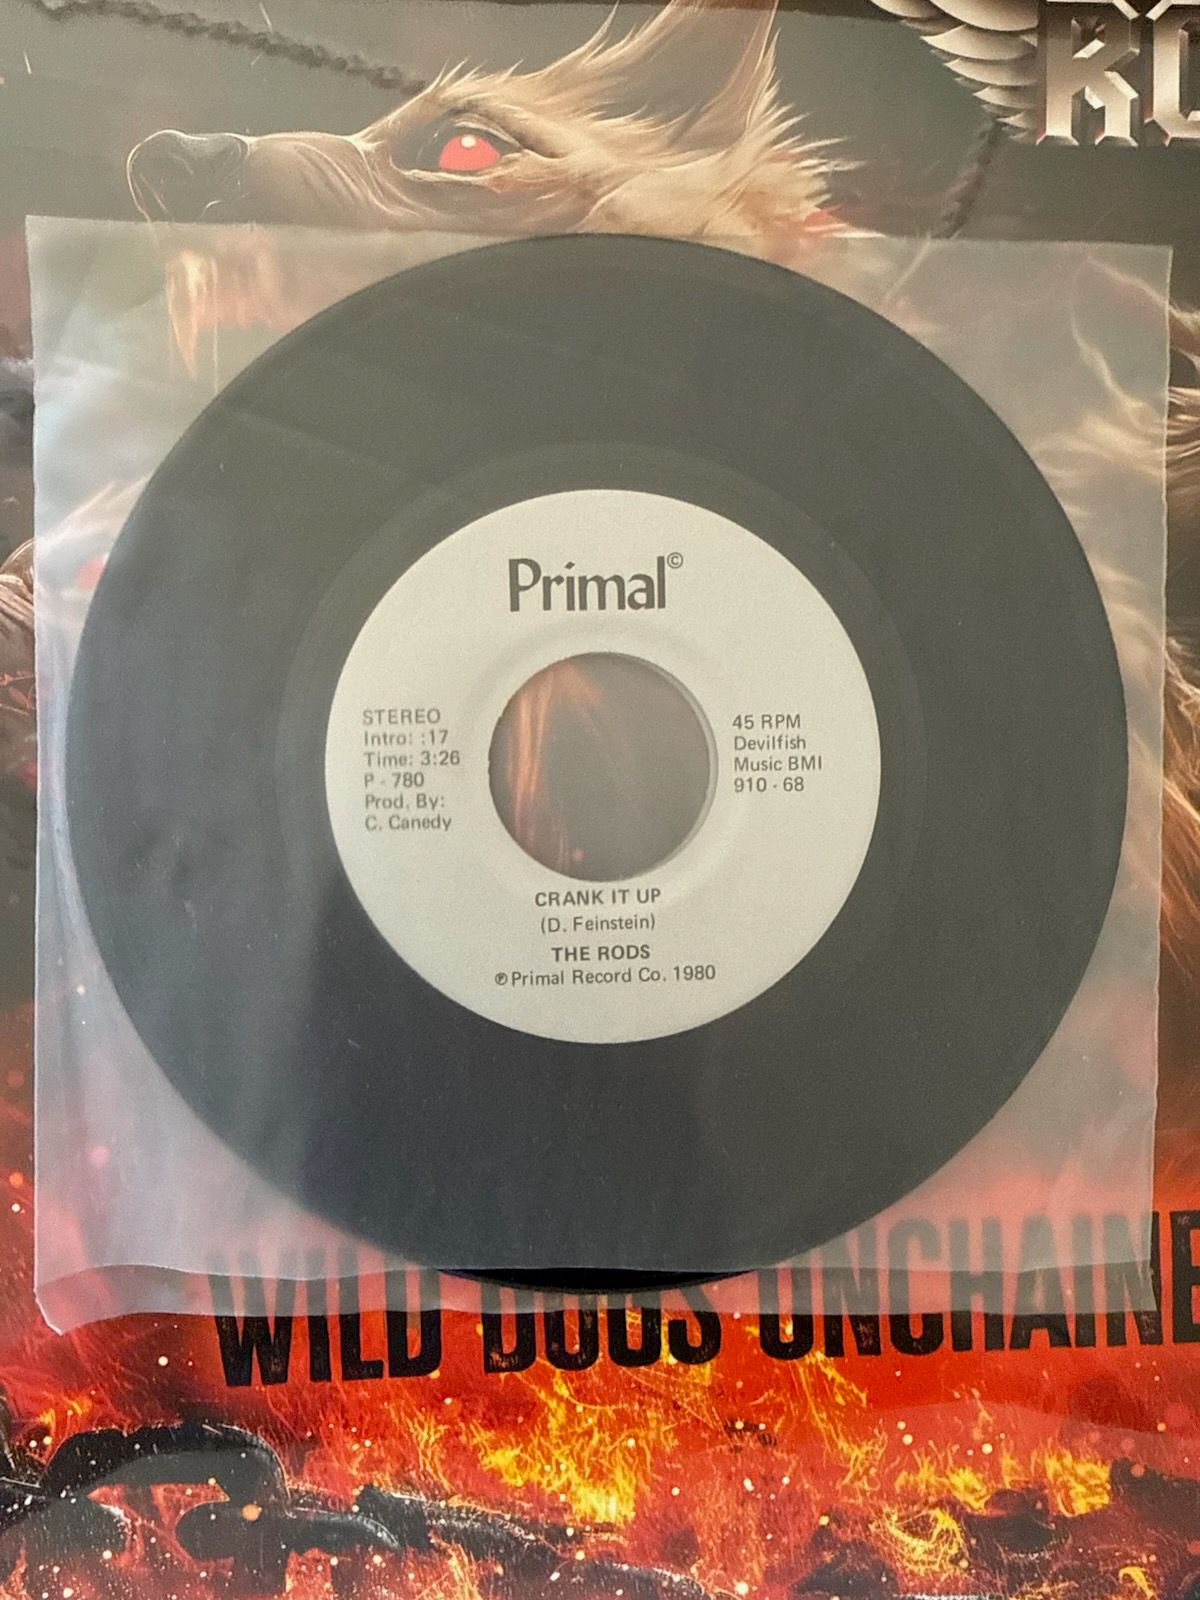 Primal©
STEREO
Intro: :17
Time: 3:26
P - 780
Prod. By:
C. Canedy
45 RPM
Devilfish
Music BMI
910 - 68
CRANK IT UP
(D. Feinstein)
THE RODS
℗ Primal Record Co. 1980
WILD DOGS UNCHAINE